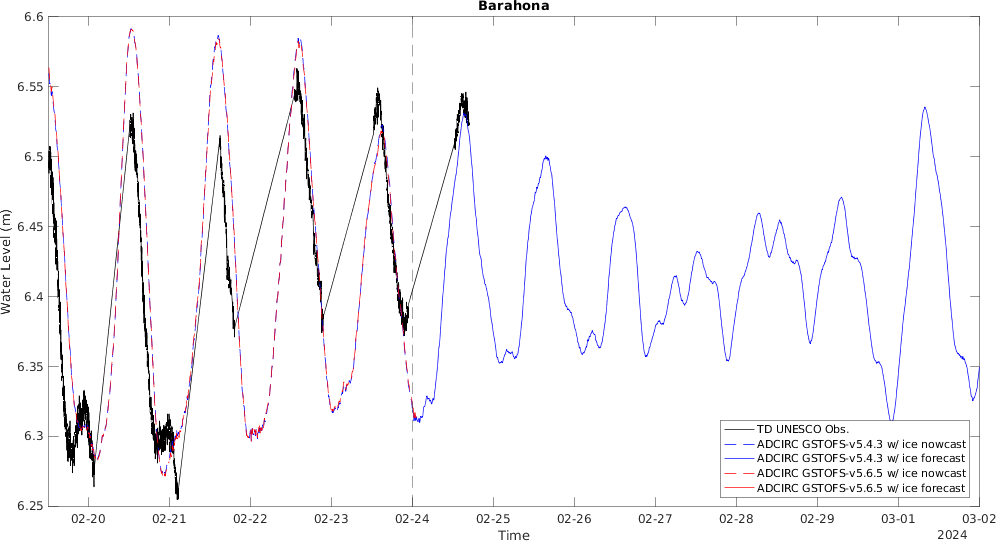 Barahona
6.6
6.55
6.5
6.45
6.4
6.35
6.3
6.25
Water Level (m)
TD UNESCO Obs.
ADCIRC GSTOFS-v5.4.3 w/ ice nowcast
ADCIRC GSTOFS-v5.4.3 w/ ice forecast
ADCIRC GSTOFS-v5.6.5 w/ ice nowcast
ADCIRC GSTOFS-v5.6.5 w/ ice forecast
02-20 02-21 02-22 02-23 02-24 02-25 02-26 02-27 02-28 02-29 03-01 03-02
Time
2024